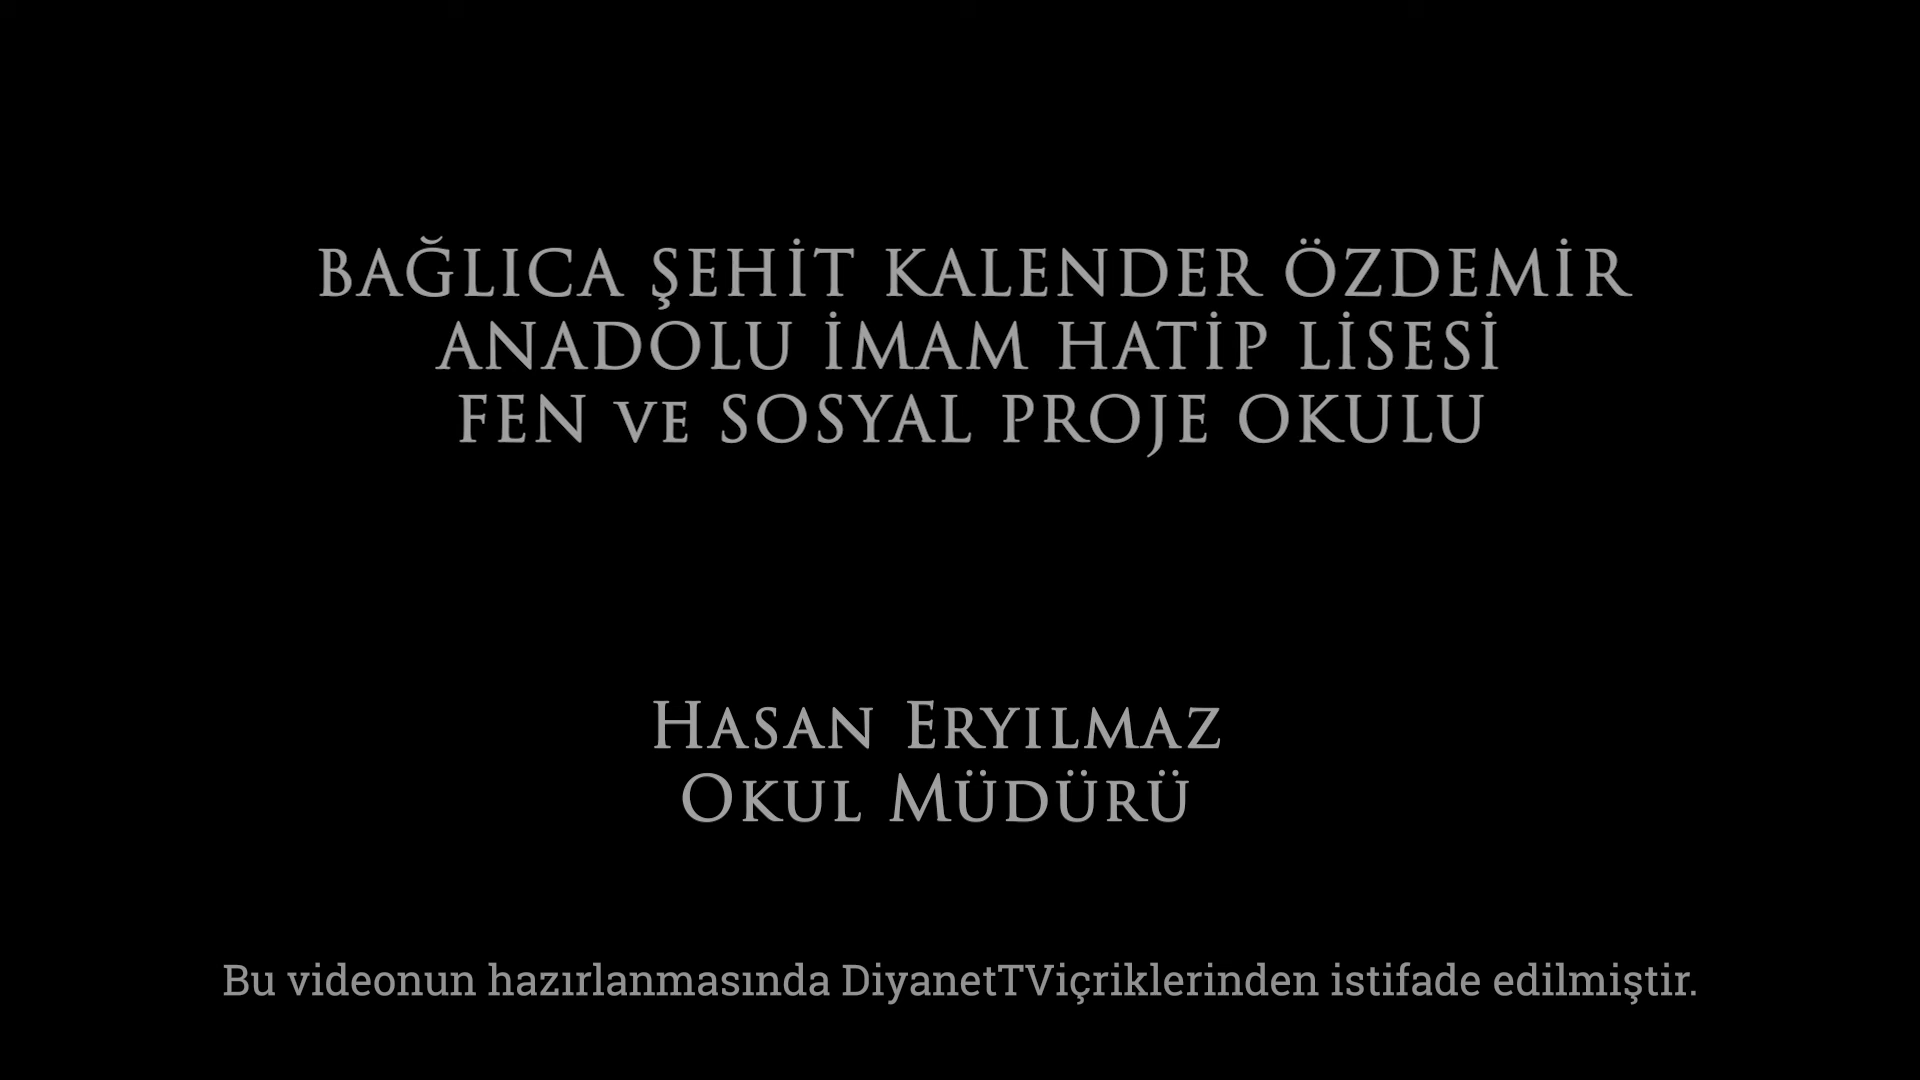 BAĞLICA ŞEHİT KALENDER ÖZDEMİR
ANADOLU İMAM HATİP LİSESİ
FEN VE SOSYAL PROJE OKULU
HASAN ERYILMAZ
OKUL MÜDÜRÜ
Bu videonun hazırlanmasında DiyanetTViçriklerinden istifade edilmiştir.